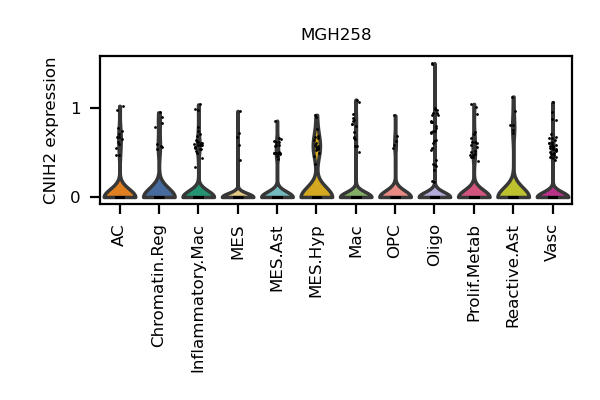 MGH258
CNIH2 expression
1
0
AC
Chromatin.Reg
Inflammatory.Mac
MES
MES.Ast
MES.Hyp
Mac
OPC
Oligo
Prolif.Metab
Reactive.Ast
Vasc